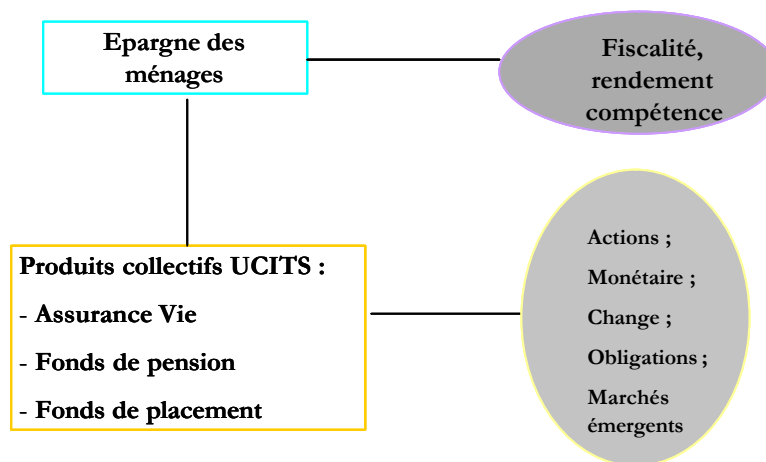 Epargne des
ménages
Fiscalité,
rendement
compétence
Produits collectifs UCITS :
- Assurance Vie
- Fonds de pension
- Fonds de placement
Actions ;
Monétaire ;
Change ;
Obligations ;
Marchés
émergents